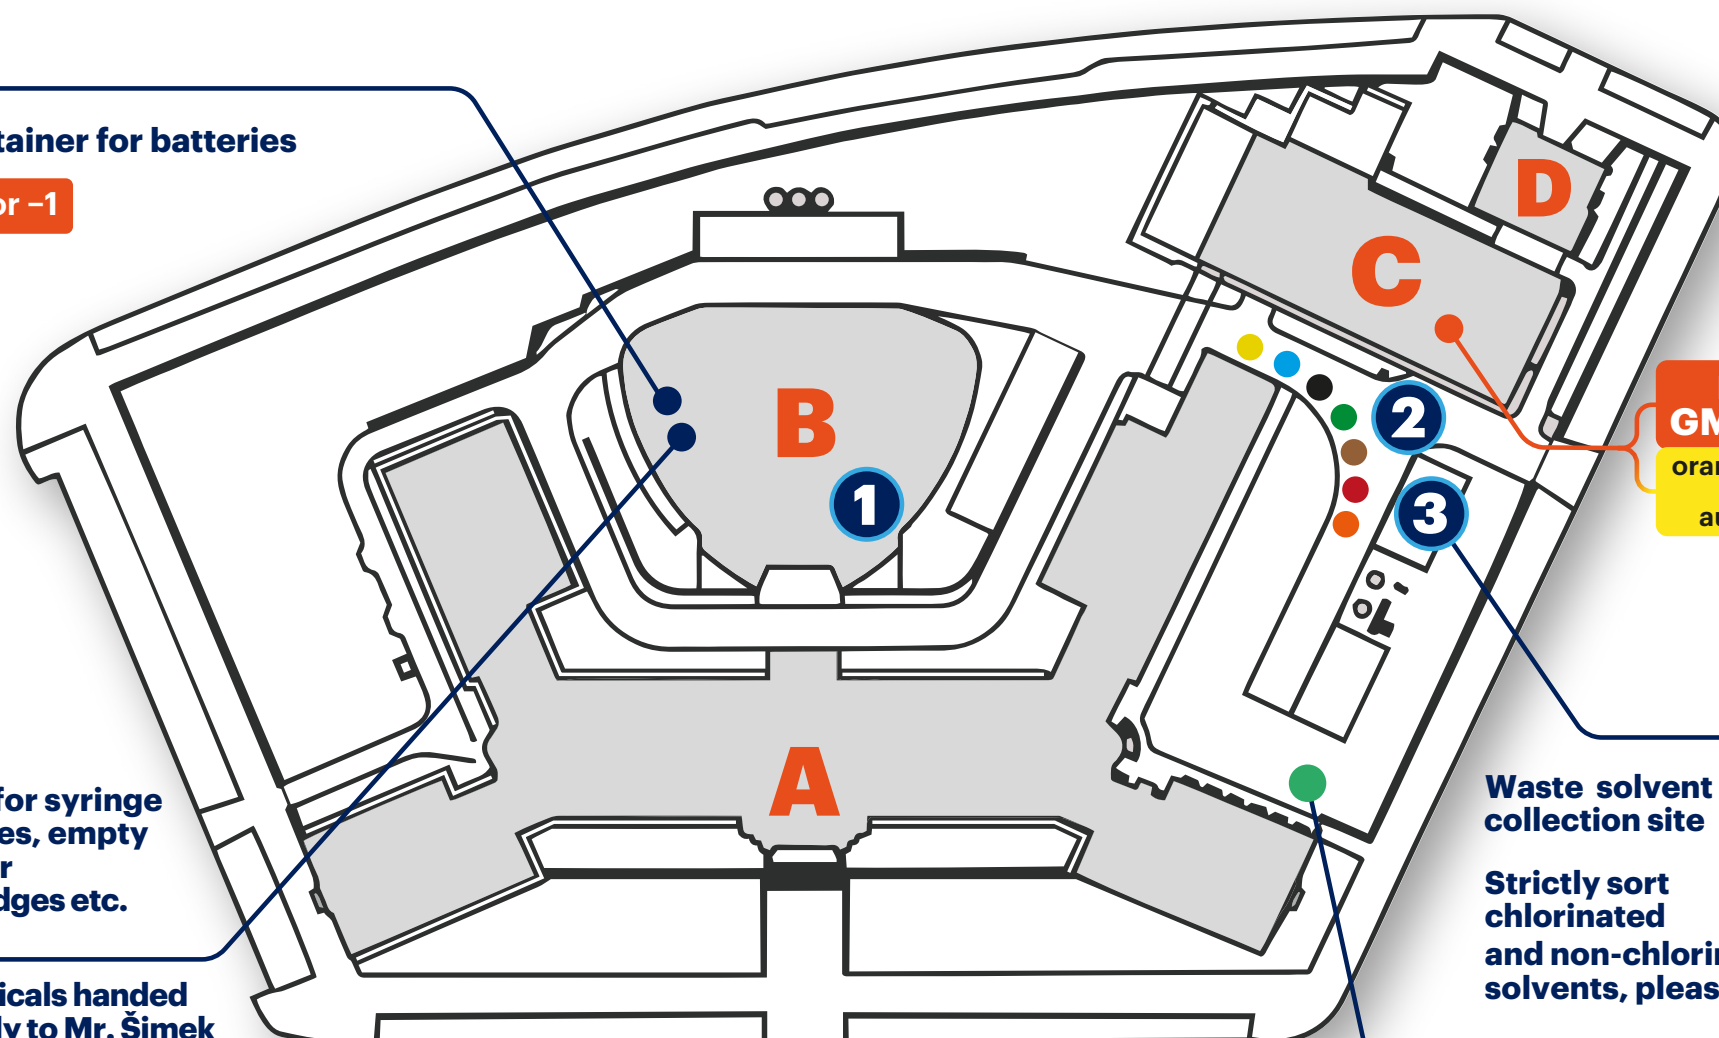 tainer for batteries
or –1
D
C
B
1
2
3
GM
oran
au
A
for syringe
es, empty
r
dges etc.
icals handed
ly to Mr. Šimek
Waste solvent
collection site
Strictly sort
chlorinated
and non-chlorin
solvents, pleas